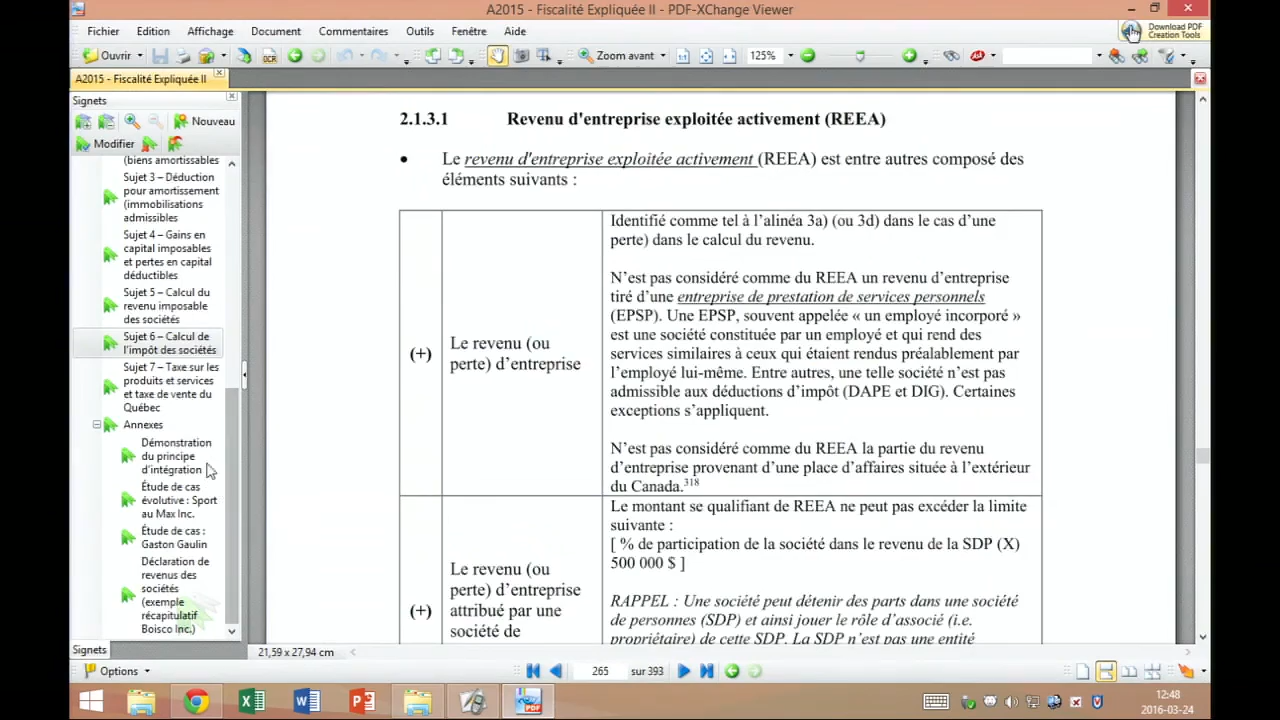 A2015 - Fiscalité Expliquée II - PDF-XChange Viewer
Fichier Edition Affichage Document Commentaires Outils Fenêtre Aide
Download PDF
Creation Tools
Ouvrir OCR Zoom avant 125%
A2015 - Fiscalité Expliquée II
Signets
Nouveau
Modifier
(biens amortissables
Sujet 3 – Déduction
pour amortissement
(immobilisations
admissibles
Sujet 4 – Gains en
capital imposables
et pertes en capital
déductibles
Sujet 5 – Calcul du
revenu imposable
des sociétés
Sujet 6 – Calcul de
l'impôt des sociétés
Sujet 7 – Taxe sur les
produits et services
et taxe de vente du
Québec
Annexes
Démonstration
du principe
d'intégration
Étude de cas
évolutive : Sport
au Max Inc.
Étude de cas :
Gaston Gaulin
Déclaration de
revenus des
sociétés
(exemple
récapitulatif
Boisco Inc.)
Signets
2.1.3.1 Revenu d'entreprise exploitée activement (REEA)
• Le revenu d'entreprise exploitée activement (REEA) est entre autres composé des
éléments suivants :
(+)
Le revenu (ou
perte) d'entreprise
Identifié comme tel à l'alinéa 3a) (ou 3d) dans le cas d'une
perte) dans le calcul du revenu.
N'est pas considéré comme du REEA un revenu d'entreprise
tiré d'une entreprise de prestation de services personnels
(EPSP). Une EPSP, souvent appelée « un employé incorporé »
est une société constituée par un employé et qui rend des
services similaires à ceux qui étaient rendus préalablement par
l'employé lui-même. Entre autres, une telle société n'est pas
admissible aux déductions d'impôt (DAPE et DIG). Certaines
exceptions s'appliquent.
N'est pas considéré comme du REEA la partie du revenu
d'entreprise provenant d'une place d'affaires située à l'extérieur
du Canada.318
(+)
Le revenu (ou
perte) d'entreprise
attribué par une
société de
Le montant se qualifiant de REEA ne peut pas excéder la limite
suivante :
[ % de participation de la société dans le revenu de la SDP (X)
500 000 $ ]
RAPPEL : Une société peut détenir des parts dans une société
de personnes (SDP) et ainsi jouer le rôle d'associé (i.e.
propriétaire) de cette SDP. La SDP n'est pas une entité
21,59 x 27,94 cm
Options 265 sur 393
12:48
2016-03-24